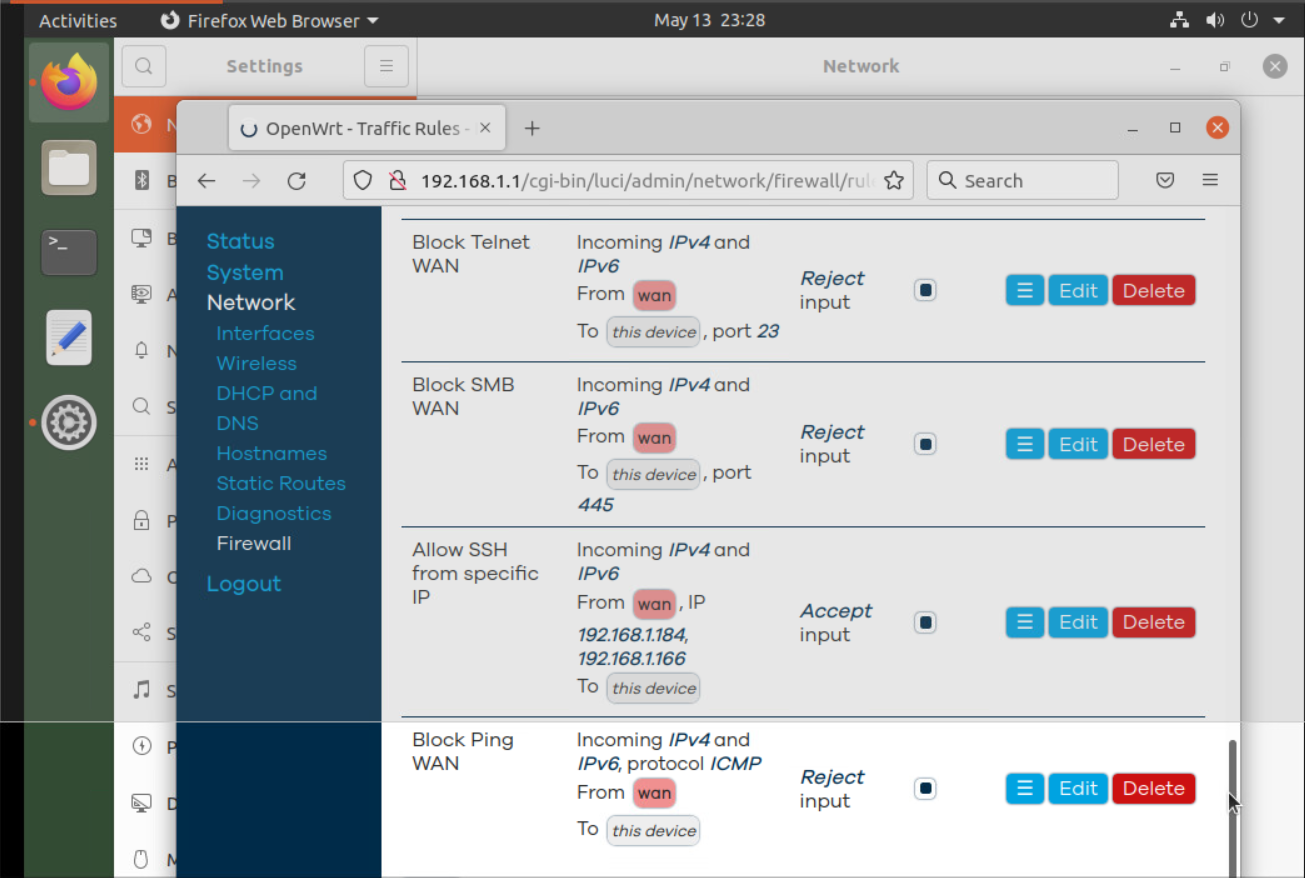 Activities
Firefox Web Browser
May 13 23:28
Settings
Network
N
OpenWrt - Traffic Rules -
B
192.168.1.1/cgi-bin/luci/admin/network/firewall/rul
Search
B
A
N
S
A
P
O
S
S
P
D
M
Status
System
Network
Interfaces
Wireless
DHCP and
DNS
Hostnames
Static Routes
Diagnostics
Firewall
Logout
Block Telnet
WAN
Incoming IPv4 and
IPv6
From wan
To this device, port 23
Reject
input
Edit Delete
Block SMB
WAN
Incoming IPv4 and
IPv6
From wan
To this device, port
445
Reject
input
Edit Delete
Allow SSH
from specific
IP
Incoming IPv4 and
IPv6
From wan, IP
192.168.1.184,
192.168.1.166
To this device
Accept
input
Edit Delete
Block Ping
WAN
Incoming IPv4 and
IPv6, protocol ICMP
From wan
To this device
Reject
input
Edit Delete